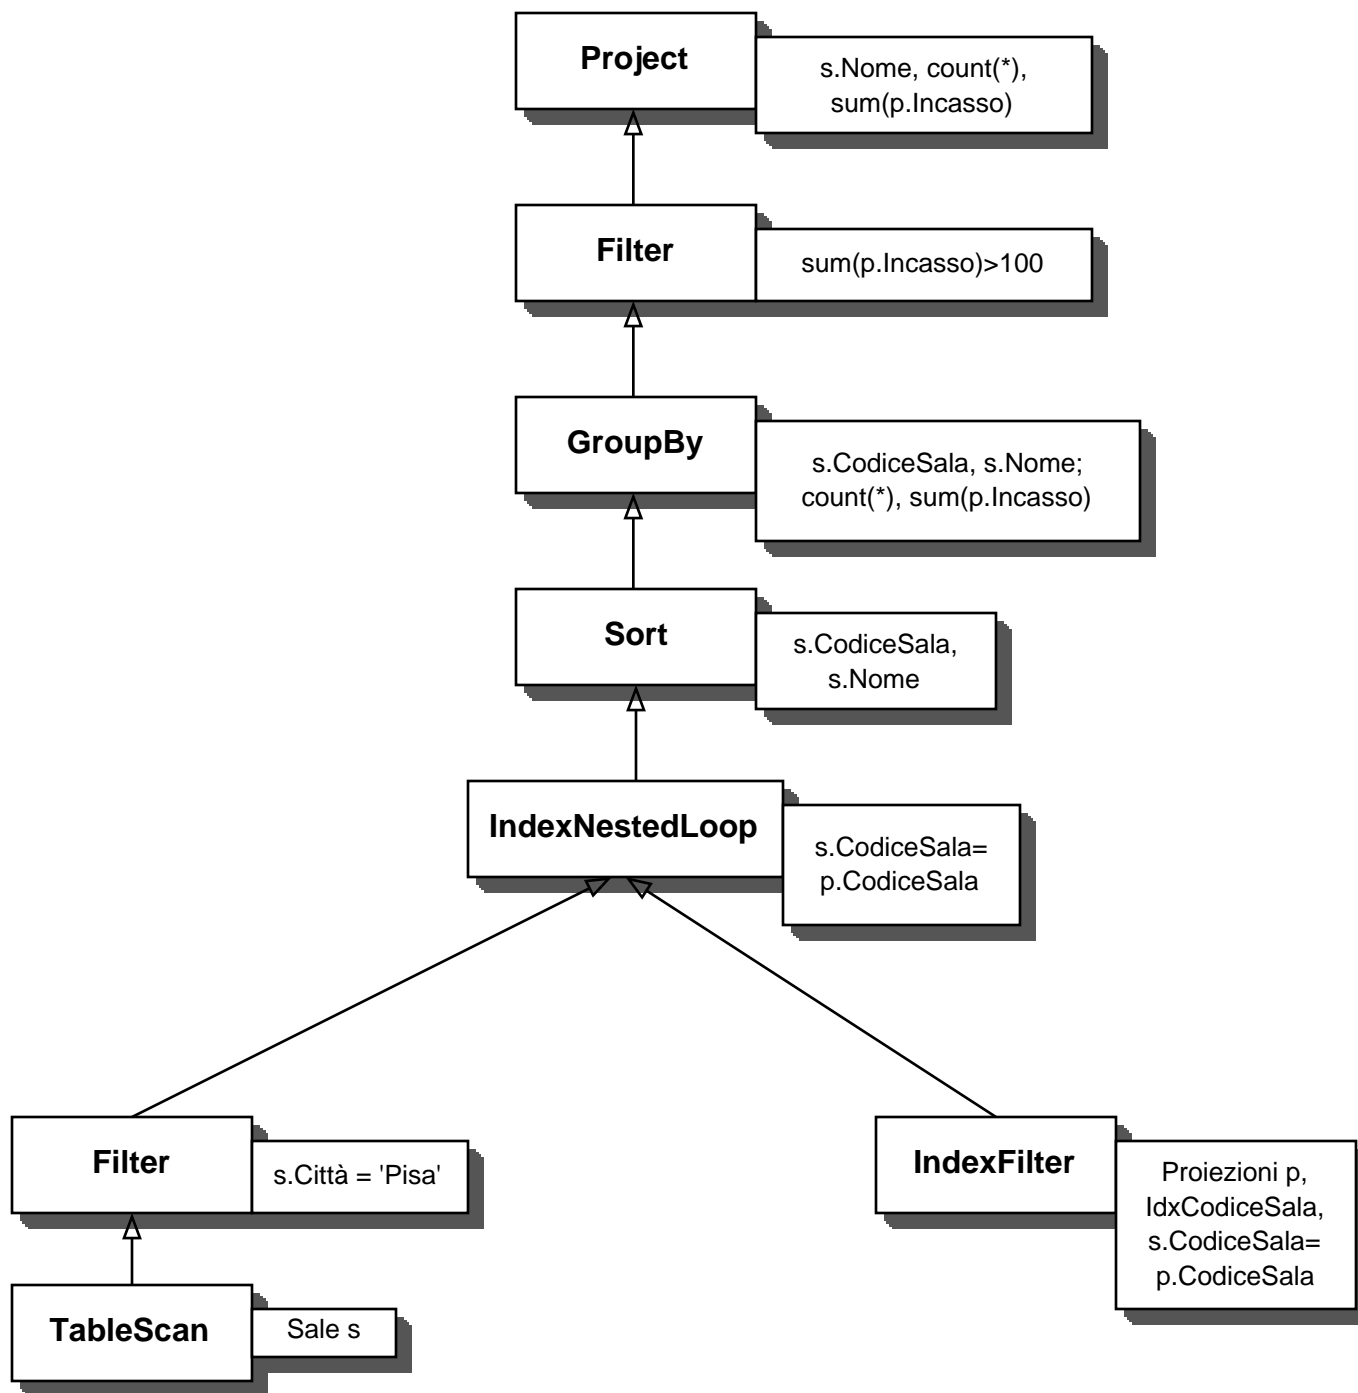 Project
s.Nome, count(*),
sum(p.Incasso)
Filter
sum(p.Incasso)>100
GroupBy
s.CodiceSala, s.Nome;
count(*), sum(p.Incasso)
Sort
s.CodiceSala,
s.Nome
IndexNestedLoop
s.CodiceSala=
p.CodiceSala
Filter
s.Città = 'Pisa'
IndexFilter
Proiezioni p,
IdxCodiceSala,
s.CodiceSala=
p.CodiceSala
TableScan
Sale s